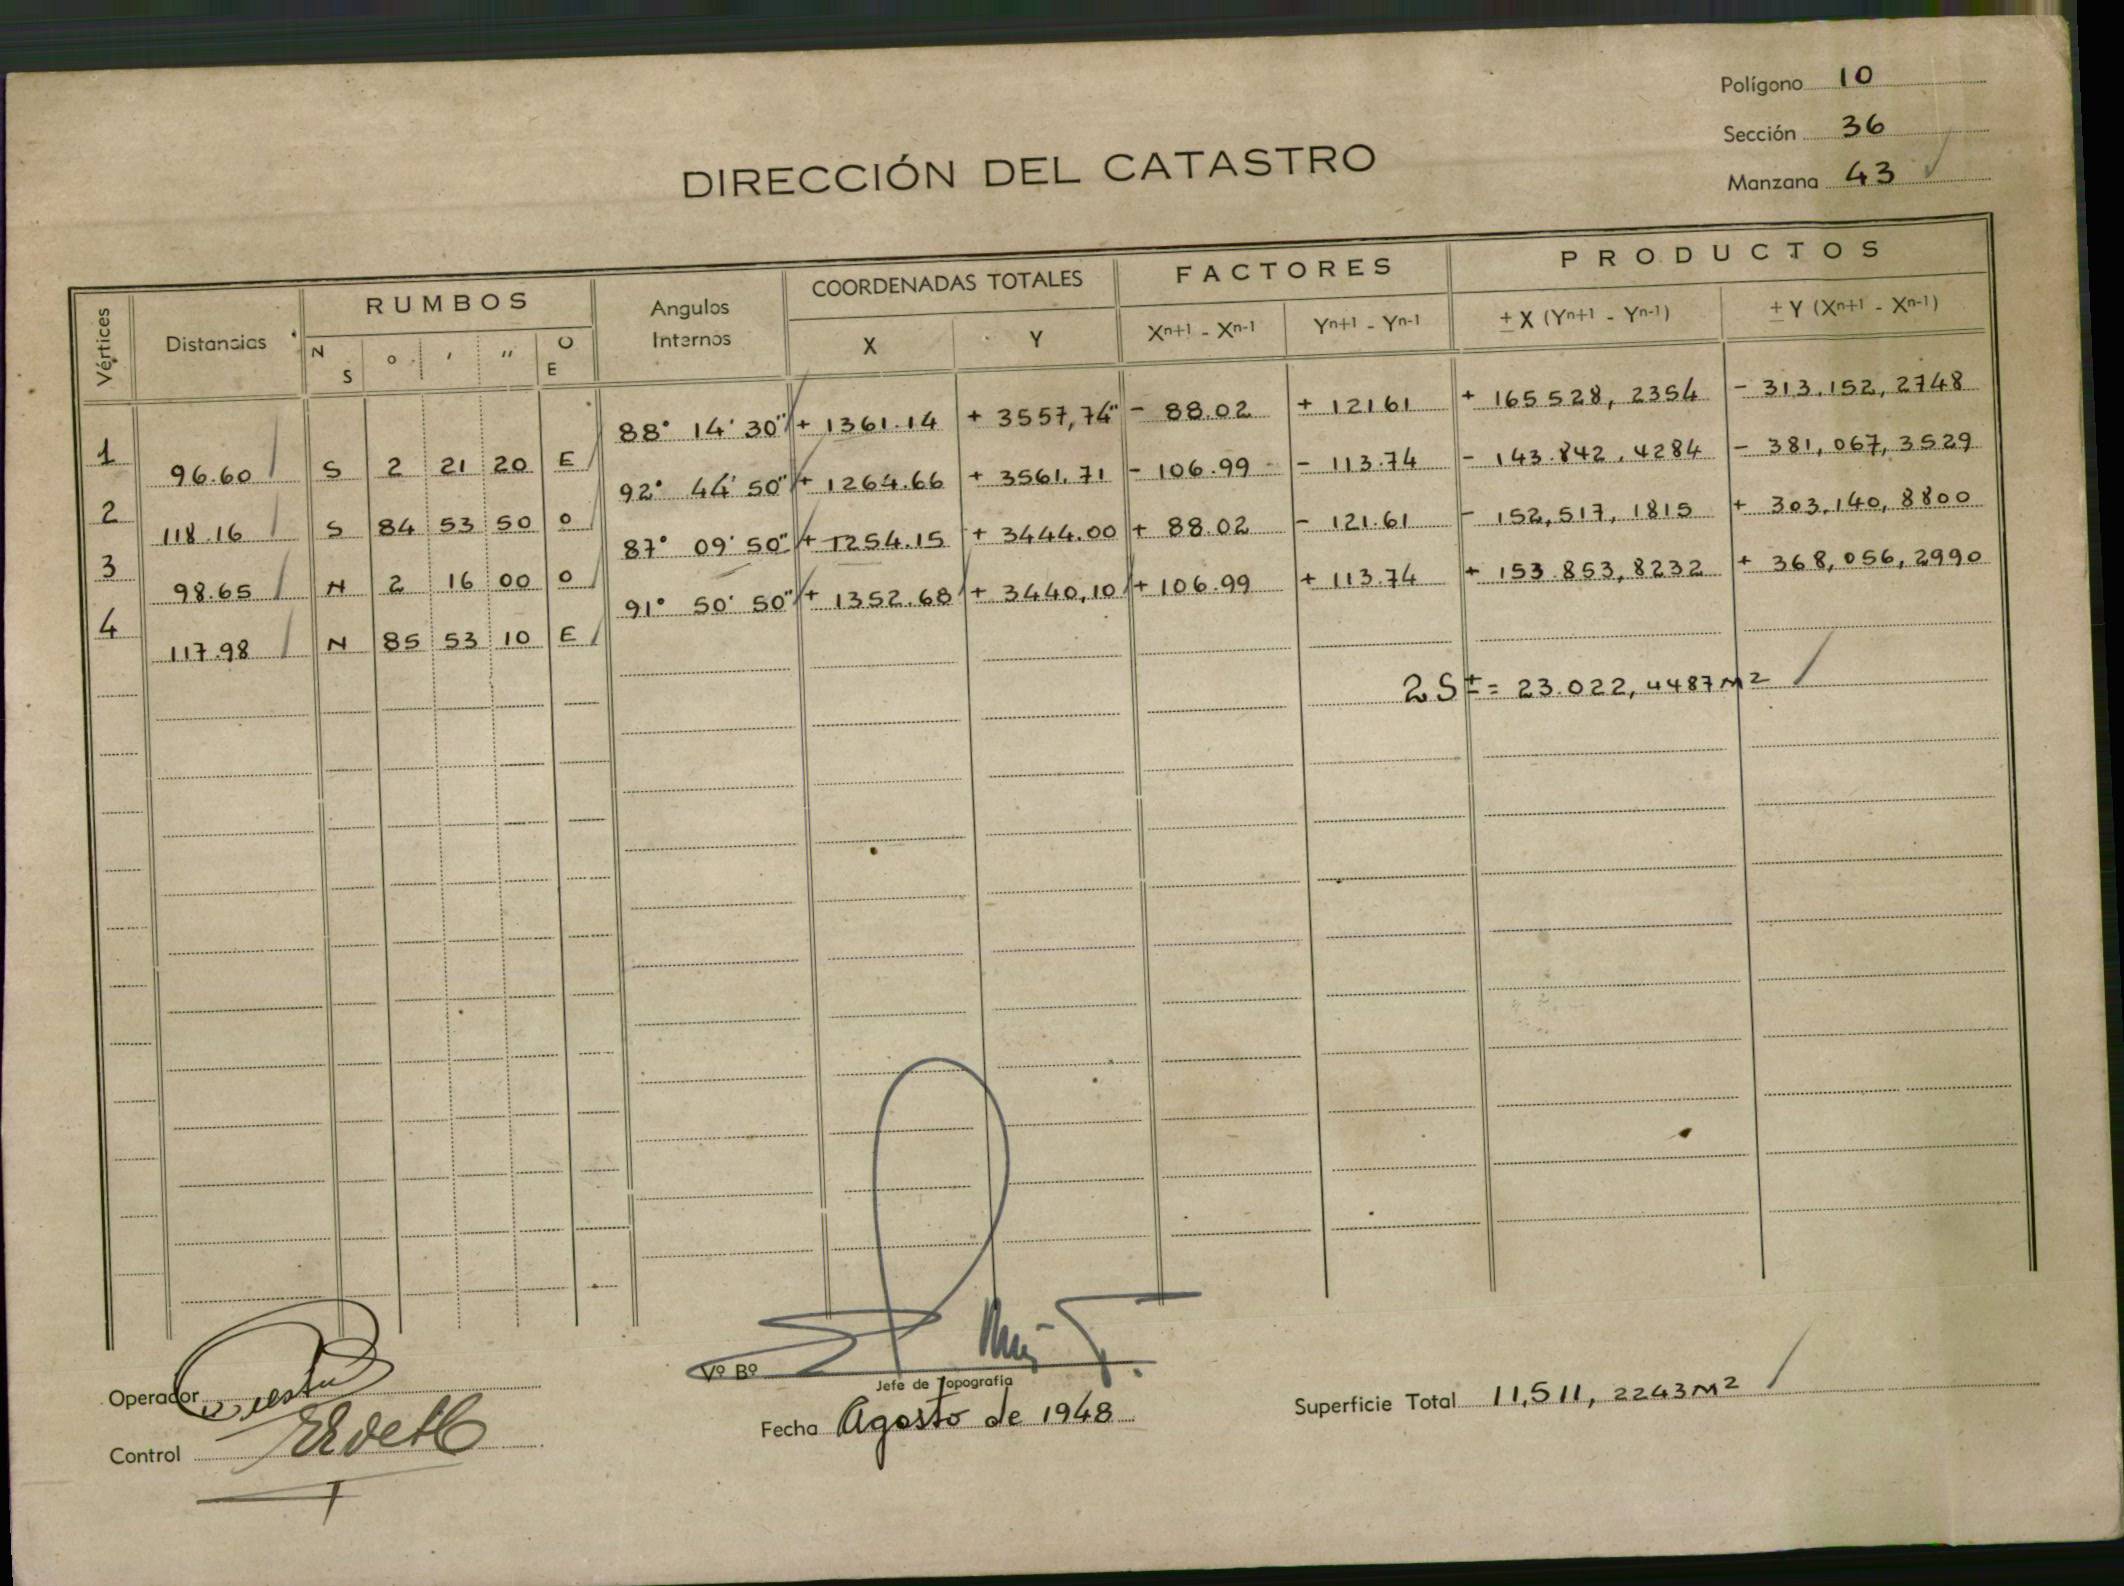 Polígono 10
Sección 36
Manzana 43
DIRECCIÓN DEL CATASTRO
Vértices Distancias RUMBOS Angulos Internos COORDENADAS TOTALES FACTORES PRODUCTOS
N S ° ′ ″ O E X Y Xn+1 - Xn-1 Yn+1 - Yn-1 ± X (Yn+1 - Yn-1) ± Y (Xn+1 - Xn-1)
88° 14′ 30″ + 1361.14 + 3557,74 - 88.02 + 121.61 + 165528, 2354 - 313.152, 2748
1
96.60 S 2 21 20 E
92° 44′ 50″ + 1264.66 + 3561.71 - 106.99 - 113.74 - 143.842, 4284 - 381,067,3529
2
118.16 S 84 53 50 O
87° 09′ 50″ + 1254.15 + 3444.00 + 88.02 - 121.61 - 152,517, 1815 + 303.140, 8800
3
98.65 N 2 16 00 O
91° 50′ 50″ + 1352.68 + 3440,10 + 106.99 + 113.74 + 153.853,8232 + 368,056,2990
4
117.98 N 85 53 10 E
2S ± = 23.022,4487 M2
Operador
Vº Bº
Jefe de Topografía
Superficie Total 11,511, 2243 M2
Fecha Agosto de 1948
Control